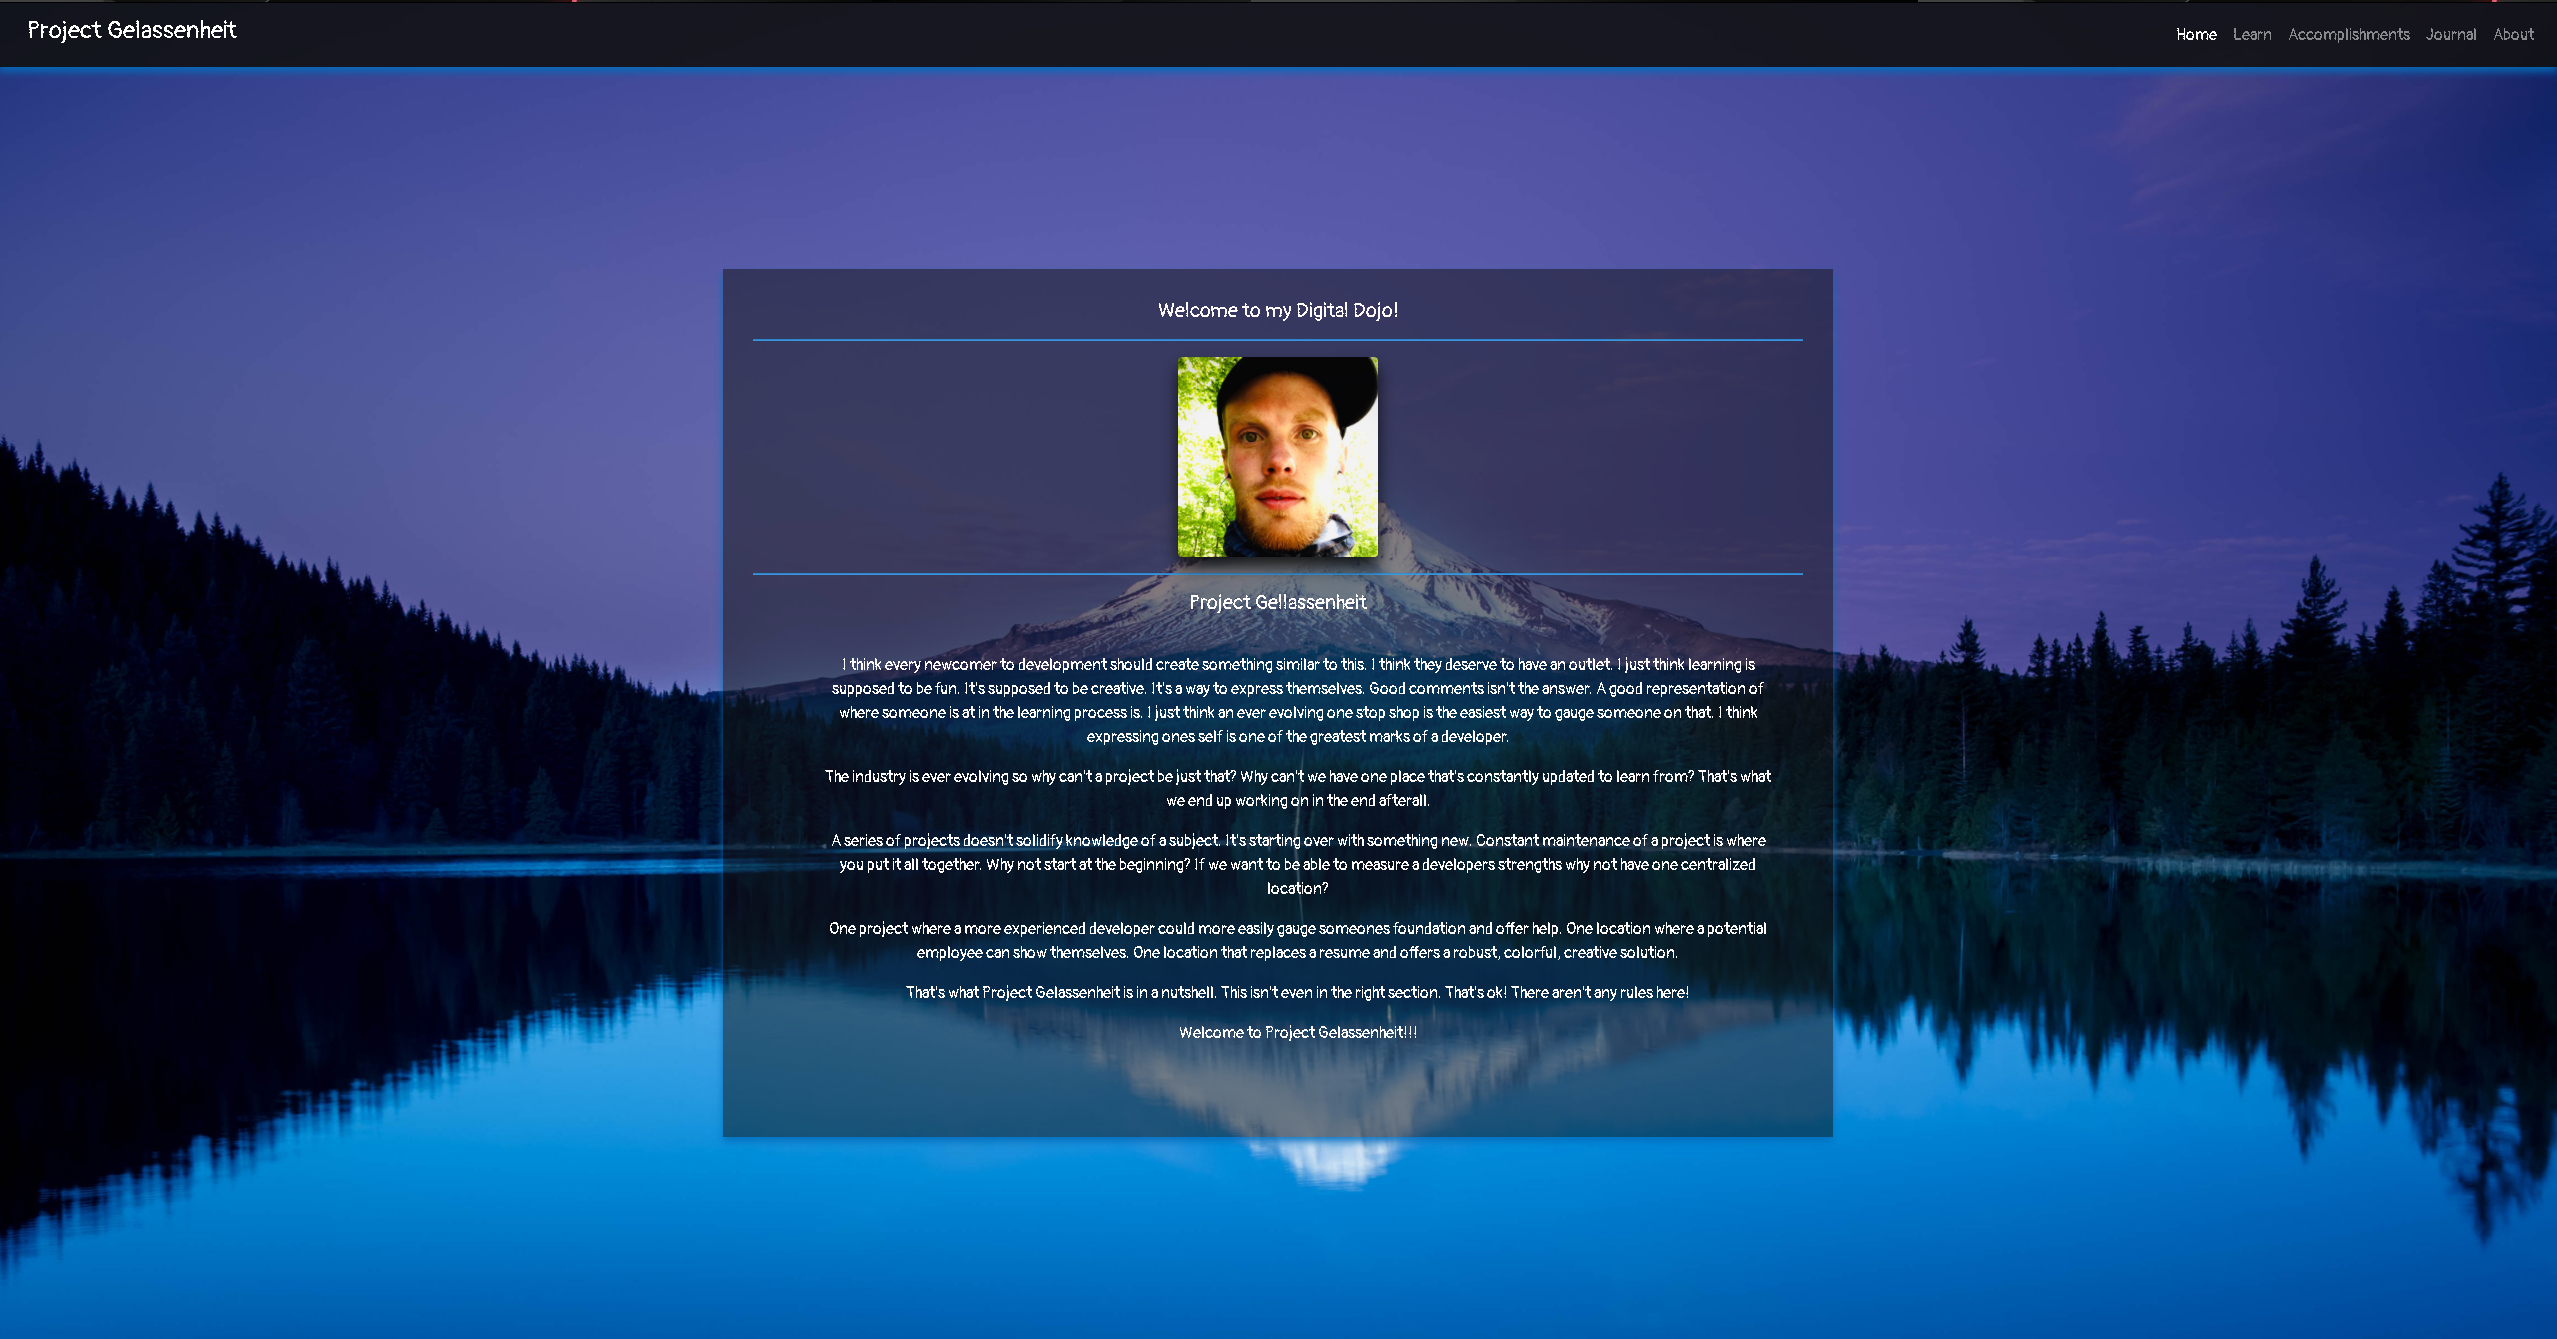 Project Gelassenheit
Home Learn Accomplishments Journal About
Welcome to my Digital Dojo!
Project Gellassenheit
I think every newcomer to development should create something similar to this. I think they deserve to have an outlet. I just think learning is
supposed to be fun. It's supposed to be creative. It's a way to express themselves. Good comments isn't the answer. A good representation of
where someone is at in the learning process is. I just think an ever evolving one stop shop is the easiest way to gauge someone on that. I think
expressing ones self is one of the greatest marks of a developer.
The industry is ever evolving so why can't a project be just that? Why can't we have one place that's constantly updated to learn from? That's what
we end up working on in the end afterall.
A series of projects doesn't solidify knowledge of a subject. It's starting over with something new. Constant maintenance of a project is where
you put it all together. Why not start at the beginning? If we want to be able to measure a developers strengths why not have one centralized
location?
One project where a more experienced developer could more easily gauge someones foundation and offer help. One location where a potential
employee can show themselves. One location that replaces a resume and offers a robust, colorful, creative solution.
That's what Project Gelassenheit is in a nutshell. This isn't even in the right section. That's ok! There aren't any rules here!
Welcome to Project Gelassenheit!!!